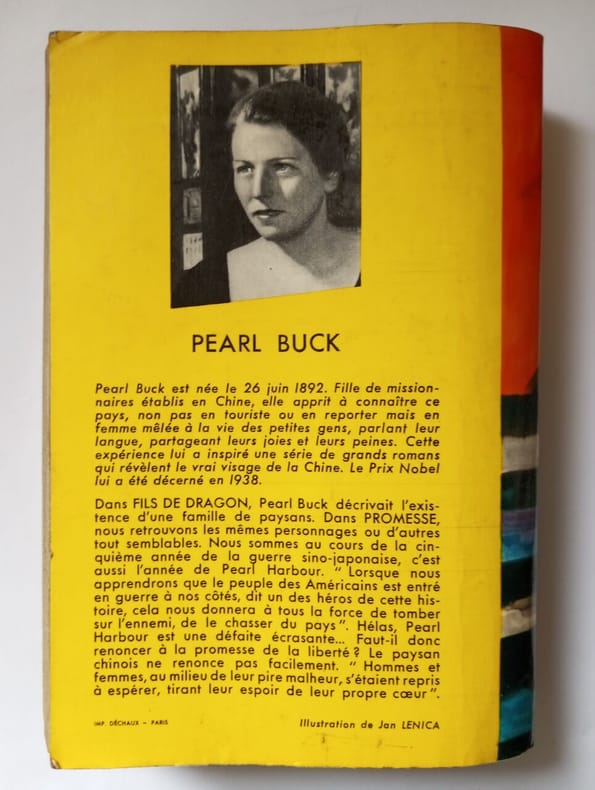 PEARL BUCK
Pearl Buck est née le 26 juin 1892. Fille de mission-
naires établis en Chine, elle apprit à connaître ce
pays, non pas en touriste ou en reporter mais en
femme mêlée à la vie des petites gens, parlant leur
langue, partageant leurs joies et leurs peines. Cette
expérience lui a inspiré une série de grands romans
qui révèlent le vrai visage de la Chine. Le Prix Nobel
lui a été décerné en 1938.
Dans FILS DE DRAGON, Pearl Buck décrivait l'exis-
tence d'une famille de paysans. Dans PROMESSE,
nous retrouvons les mêmes personnages ou d'autres
tout semblables. Nous sommes au cours de la cin-
quième année de la guerre sino-japonaise, c'est
aussi l'année de Pearl Harbour. " Lorsque nous
apprendrons que le peuple des Américains est entré
en guerre à nos côtés, dit un des héros de cette his-
toire, cela nous donnera à tous la force de tomber
sur l'ennemi, de le chasser du pays ". Hélas, Pearl
Harbour est une défaite écrasante... Faut-il donc
renoncer à la promesse de la liberté ? Le paysan
chinois ne renonce pas facilement. " Hommes et
femmes, au milieu de leur pire malheur, s'étaient repris
à espérer, tirant leur espoir de leur propre cœur ".
IMP. DÉCHAUX – PARIS
Illustration de Jan LENICA